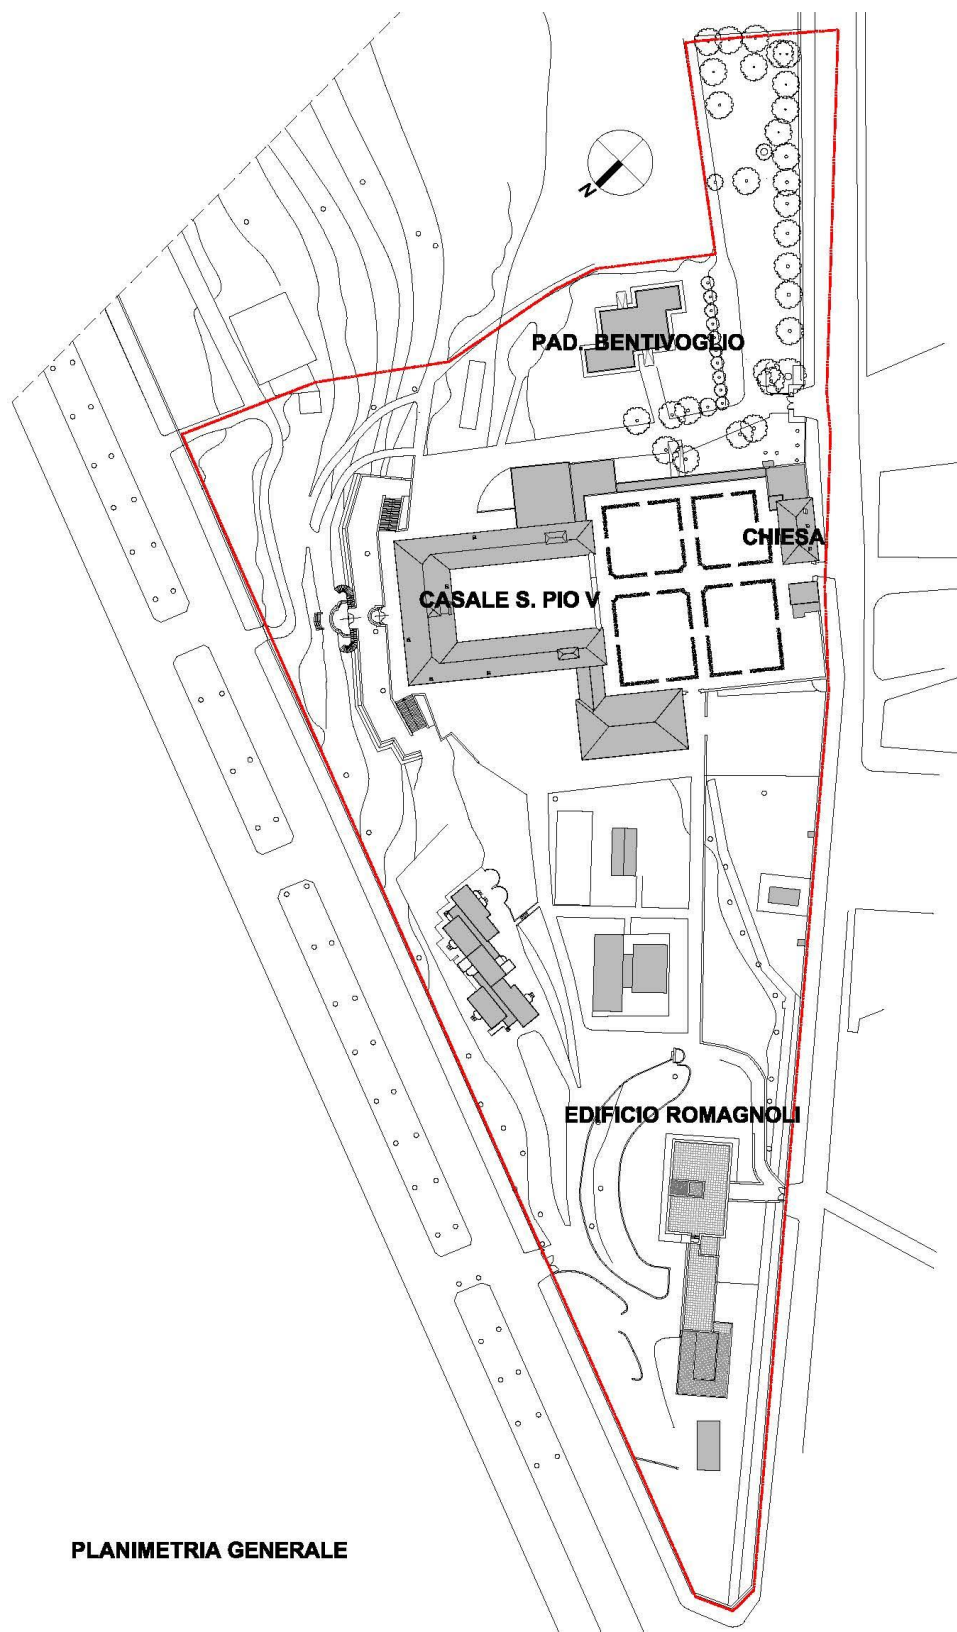 N
PAD. BENTIVOGLIO
CHIESA
CASALE S. PIO V
EDIFICIO ROMAGNOLI
PLANIMETRIA GENERALE